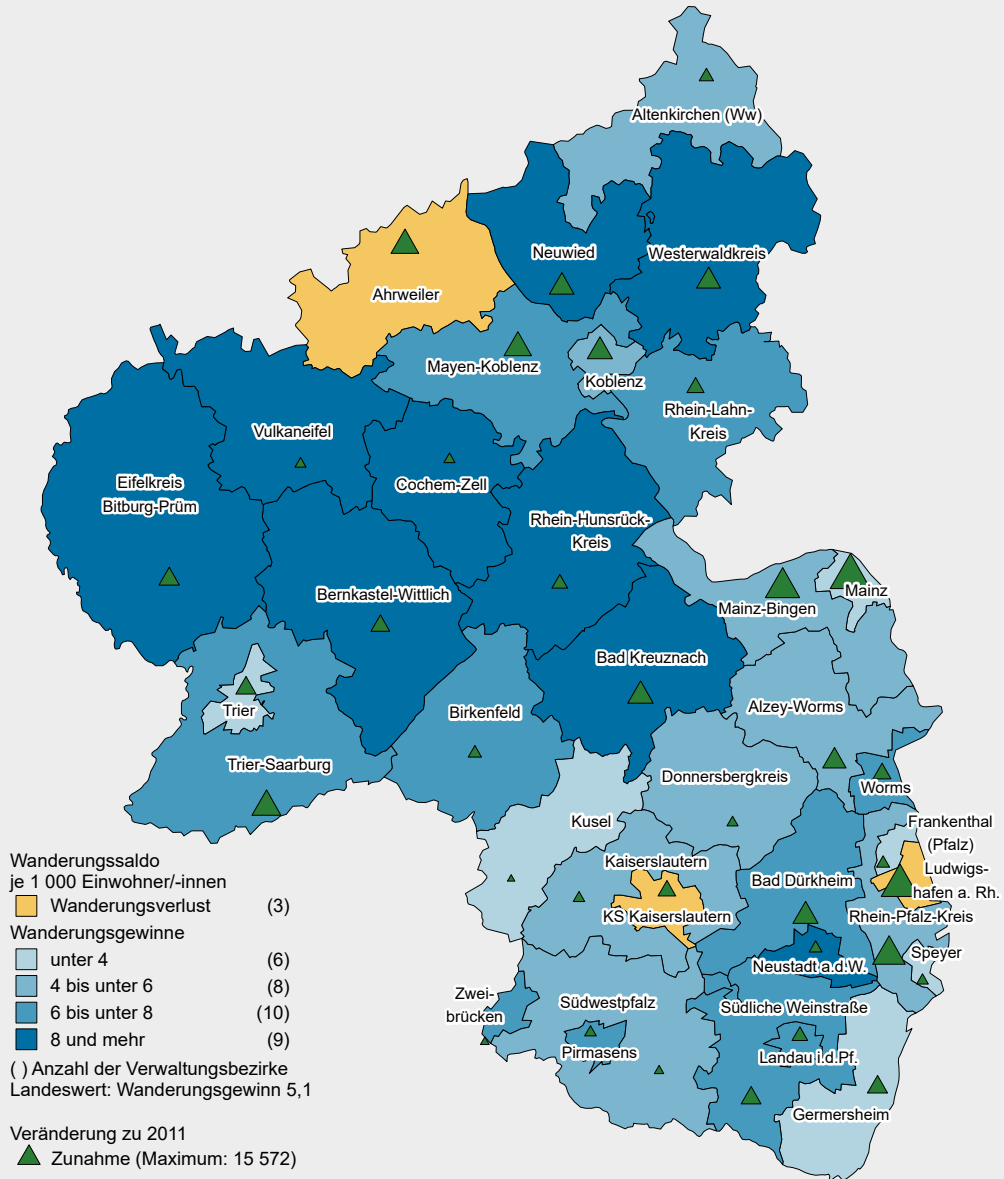 Altenkirchen (Ww)
Neuwied
Westerwaldkreis
Ahrweiler
Mayen-Koblenz
Koblenz
Rhein-Lahn-
Kreis
Vulkaneifel
Cochem-Zell
Eifelkreis
Bitburg-Prüm
Rhein-Hunsrück-
Kreis
Bernkastel-Wittlich
Mainz-Bingen
Mainz
Bad Kreuznach
Alzey-Worms
Trier
Birkenfeld
Trier-Saarburg
Donnersbergkreis
Worms
Kusel
Frankenthal
(Pfalz)
Kaiserslautern
Bad Dürkheim
Ludwigs-
hafen a. Rh.
KS Kaiserslautern
Rhein-Pfalz-Kreis
Speyer
Neustadt a.d.W.
Zwei-
brücken
Südwestpfalz
Südliche Weinstraße
Pirmasens
Landau i.d.Pf.
Germersheim
Wanderungssaldo
je 1 000 Einwohner/-innen
Wanderungsverlust (3)
Wanderungsgewinne
unter 4 (6)
4 bis unter 6 (8)
6 bis unter 8 (10)
8 und mehr (9)
( ) Anzahl der Verwaltungsbezirke
Landeswert: Wanderungsgewinn 5,1
Veränderung zu 2011
Zunahme (Maximum: 15 572)